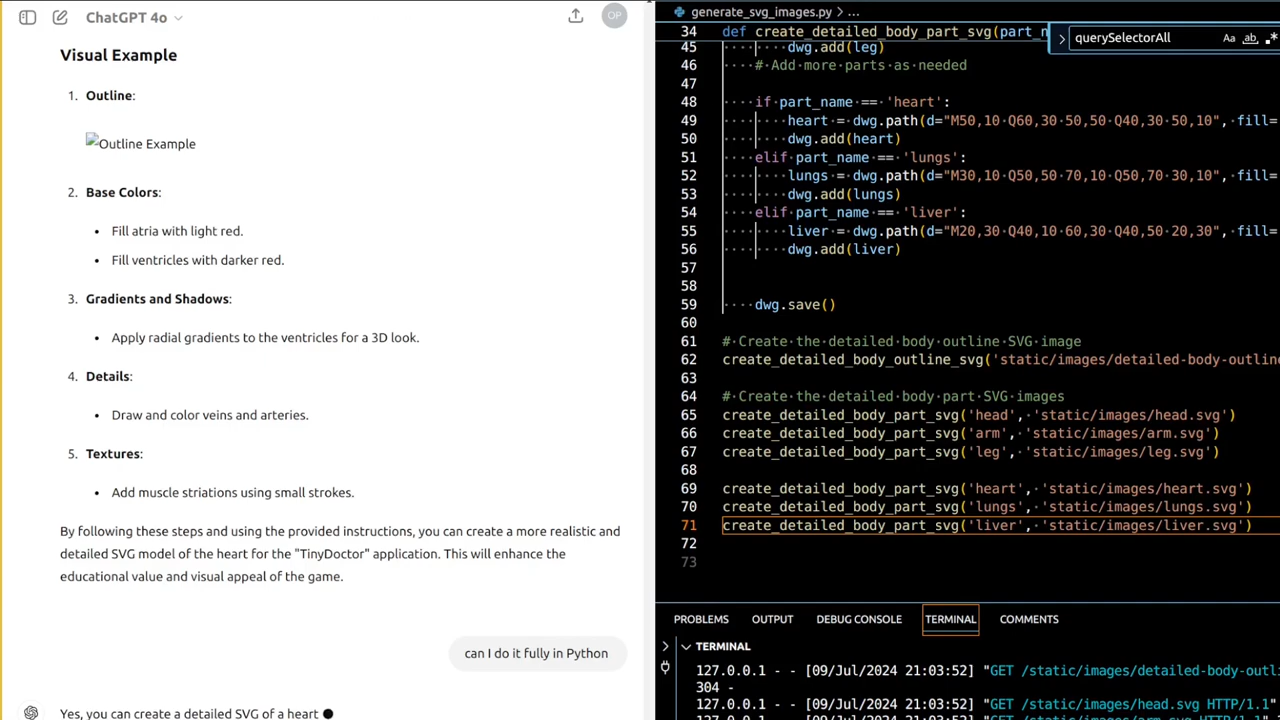 ChatGPT 4o
OP
Visual Example
1. Outline:
Outline Example
2. Base Colors:
• Fill atria with light red.
• Fill ventricles with darker red.
3. Gradients and Shadows:
• Apply radial gradients to the ventricles for a 3D look.
4. Details:
• Draw and color veins and arteries.
5. Textures:
• Add muscle striations using small strokes.
By following these steps and using the provided instructions, you can create a more realistic and
detailed SVG model of the heart for the "TinyDoctor" application. This will enhance the
educational value and visual appeal of the game.
can I do it fully in Python
Yes, you can create a detailed SVG of a heart
generate_svg_images.py > ...
querySelectorAll
Aa ab .*
34 def create_detailed_body_part_svg(part_n
45 dwg.add(leg)
46 # Add more parts as needed
47
48 if part_name == 'heart':
49 heart = dwg.path(d="M50,10 Q60,30 50,50 Q40,30 50,10", fill=
50 dwg.add(heart)
51 elif part_name == 'lungs':
52 lungs = dwg.path(d="M30,10 Q50,50 70,10 Q50,70 30,10", fill=
53 dwg.add(lungs)
54 elif part_name == 'liver':
55 liver = dwg.path(d="M20,30 Q40,10 60,30 Q40,50 20,30", fill=
56 dwg.add(liver)
57
58
59 dwg.save()
60
61 # Create the detailed body outline SVG image
62 create_detailed_body_outline_svg('static/images/detailed-body-outline
63
64 # Create the detailed body part SVG images
65 create_detailed_body_part_svg('head', 'static/images/head.svg')
66 create_detailed_body_part_svg('arm', 'static/images/arm.svg')
67 create_detailed_body_part_svg('leg', 'static/images/leg.svg')
68
69 create_detailed_body_part_svg('heart', 'static/images/heart.svg')
70 create_detailed_body_part_svg('lungs', 'static/images/lungs.svg')
71 create_detailed_body_part_svg('liver', 'static/images/liver.svg')
72
73
PROBLEMS OUTPUT DEBUG CONSOLE TERMINAL COMMENTS
TERMINAL
127.0.0.1 - - [09/Jul/2024 21:03:52] "GET /static/images/detailed-body-outl
304 -
127.0.0.1 - - [09/Jul/2024 21:03:52] "GET /static/images/head.svg HTTP/1.1"